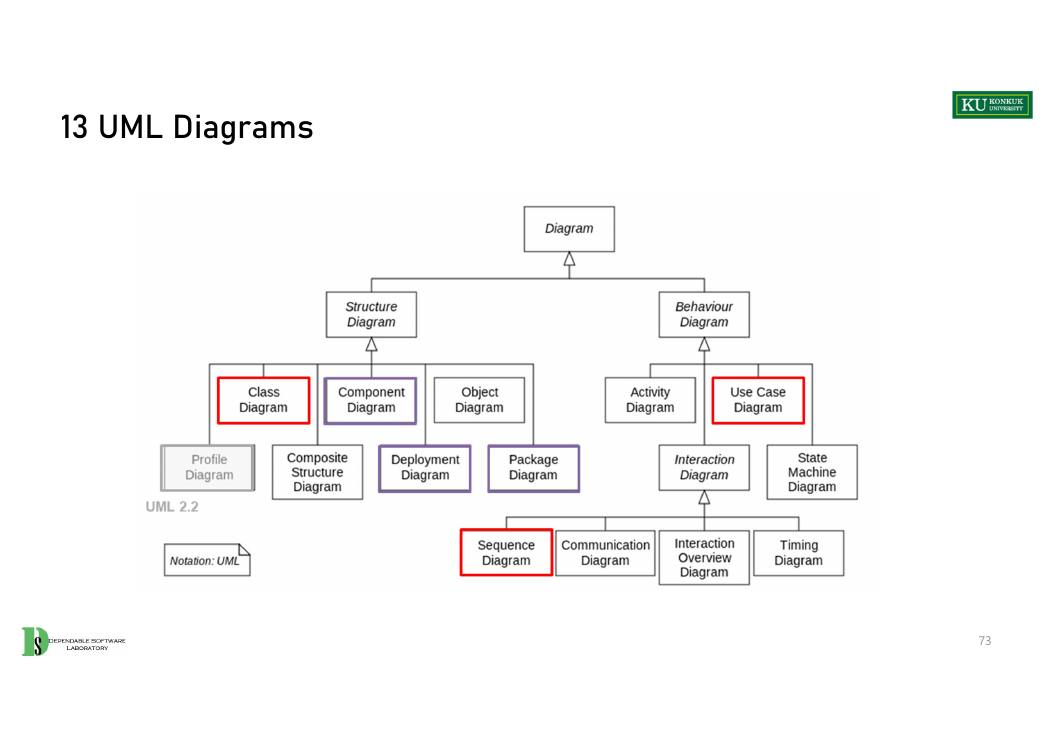 KU KONKUK
UNIVERSITY
13 UML Diagrams
Diagram
Structure
Diagram
Behaviour
Diagram
Class
Diagram
Component
Diagram
Object
Diagram
Activity
Diagram
Use Case
Diagram
Profile
Diagram
Composite
Structure
Diagram
Deployment
Diagram
Package
Diagram
Interaction
Diagram
State
Machine
Diagram
UML 2.2
Sequence
Diagram
Communication
Diagram
Interaction
Overview
Diagram
Timing
Diagram
Notation: UML
DS DEPENDABLE SOFTWARE
LABORATORY
73